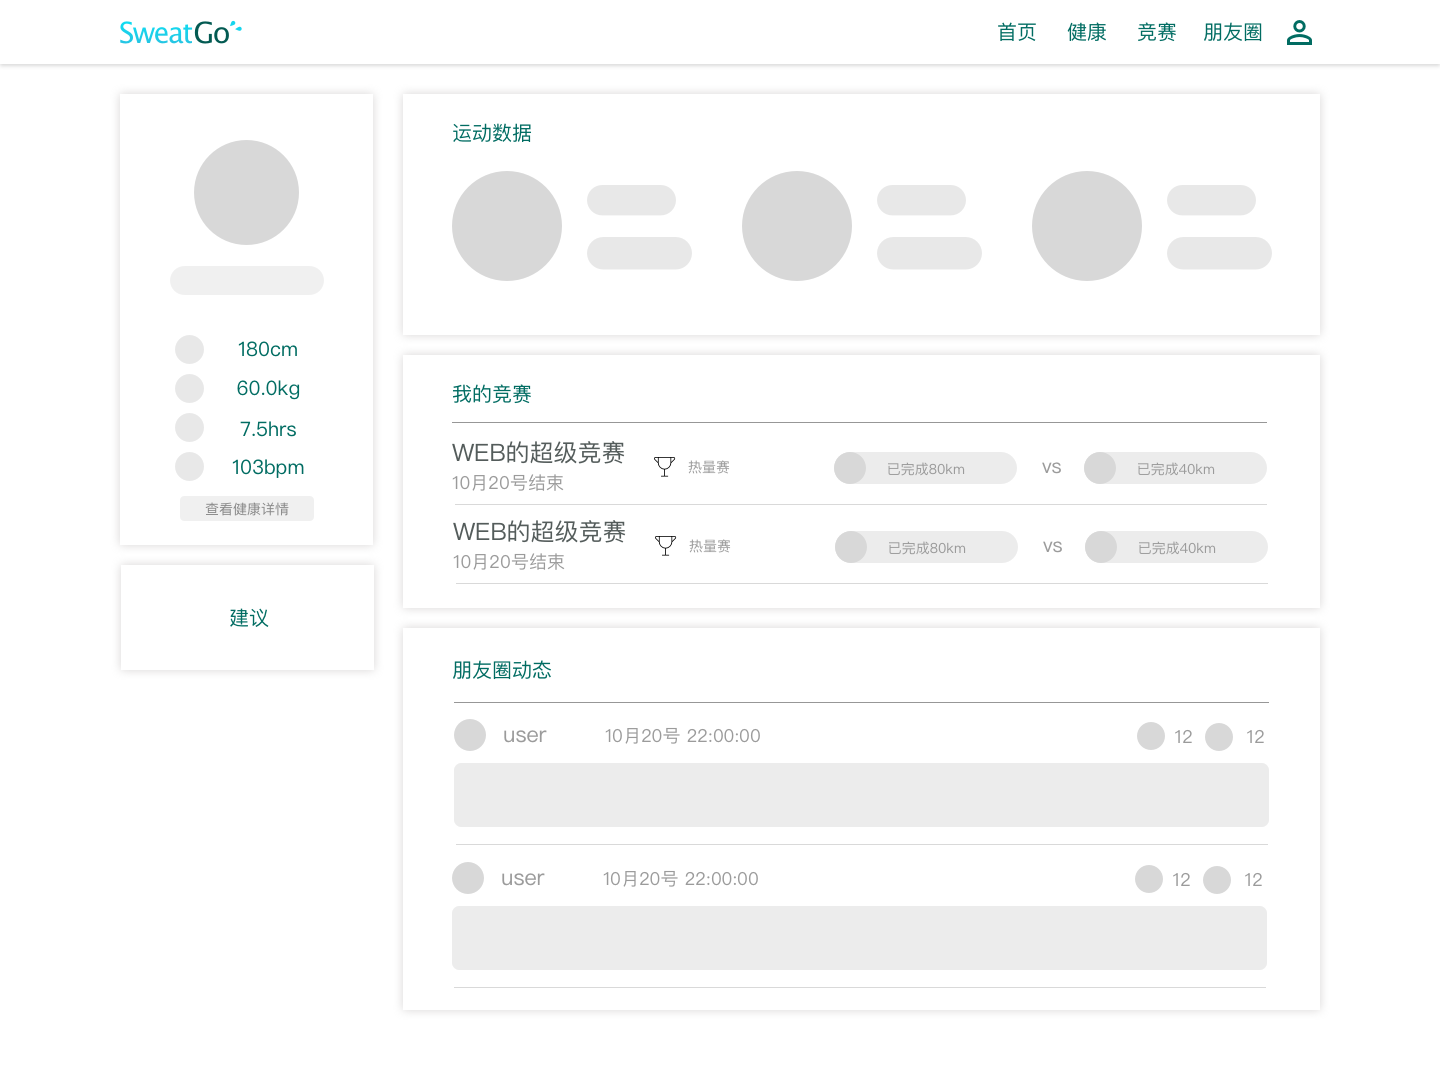 SweatGo
首页 健康 竞赛 朋友圈
180cm
60.0kg
7.5hrs
103bpm
查看健康详情
建议
运动数据
我的竞赛
WEB的超级竞赛
10月20号结束
热量赛
已完成80km vs 已完成40km
WEB的超级竞赛
10月20号结束
热量赛
已完成80km vs 已完成40km
朋友圈动态
user 10月20号 22:00:00 12 12
user 10月20号 22:00:00 12 12